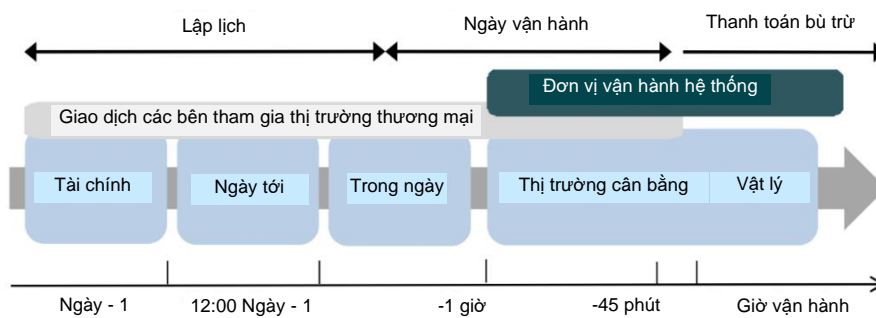 Lập lịch
Ngày vận hành
Thanh toán bù trừ
Đơn vị vận hành hệ thống
Giao dịch các bên tham gia thị trường thương mại
Tài chính
Ngày tới
Trong ngày
Thị trường cân bằng
Vật lý
Ngày - 1
12:00 Ngày - 1
-1 giờ
-45 phút
Giờ vận hành